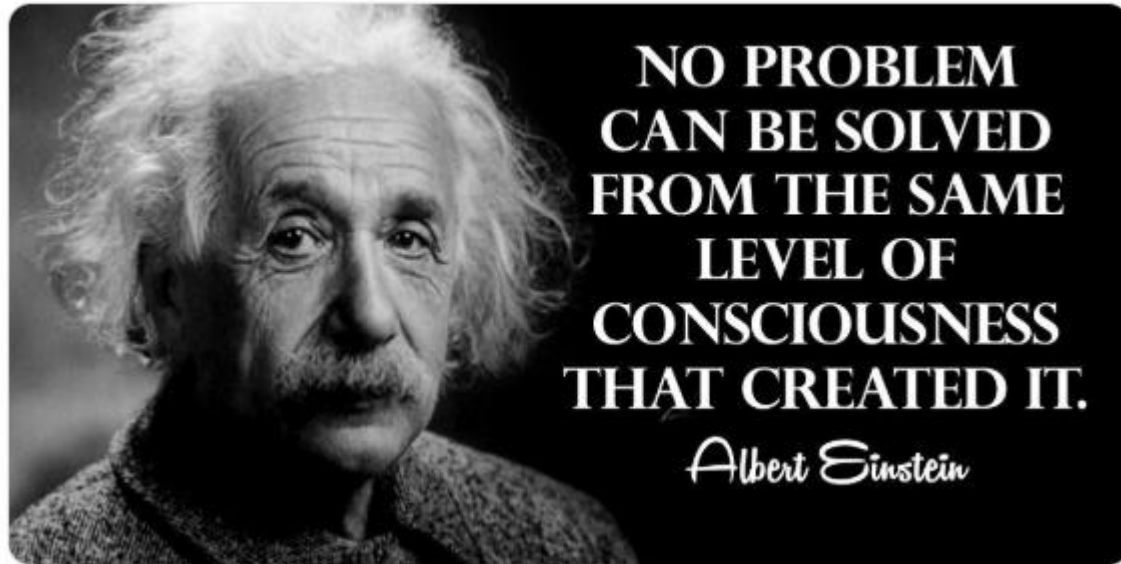 NO PROBLEM
CAN BE SOLVED
FROM THE SAME
LEVEL OF
CONSCIOUSNESS
THAT CREATED IT.
Albert Einstein